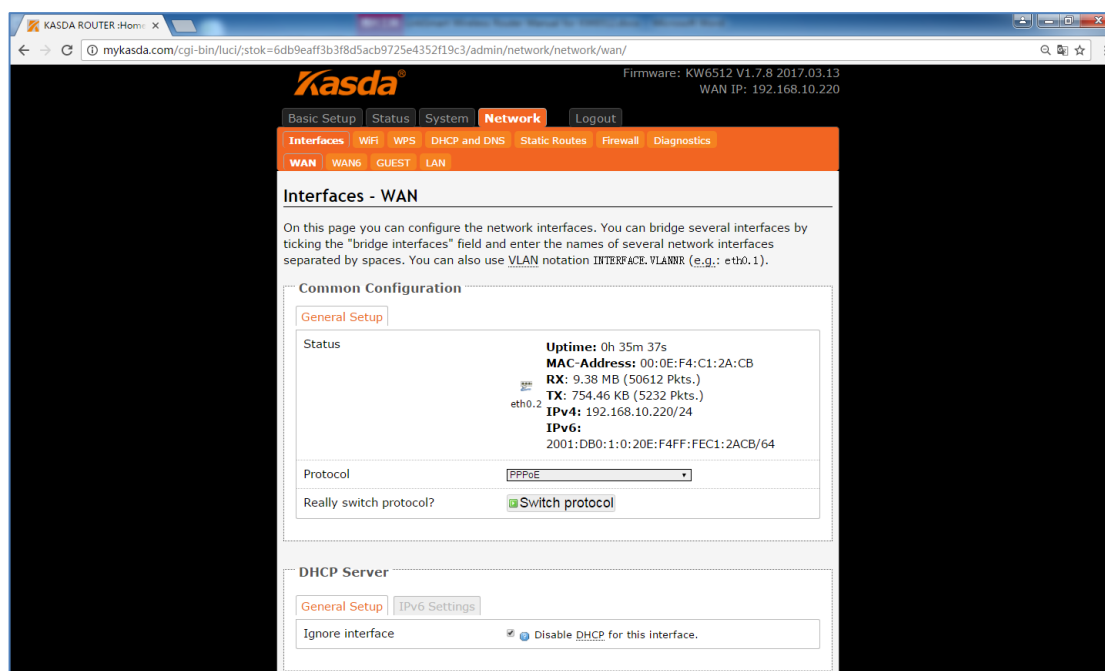 KASDA ROUTER :Home
mykasda.com/cgi-bin/luci/;stok=6db9eaff3b3f8d5acb9725e4352f19c3/admin/network/network/wan/
Kasda®
Firmware: KW6512 V1.7.8 2017.03.13
WAN IP: 192.168.10.220
Basic Setup Status System Network Logout
Interfaces WiFi WPS DHCP and DNS Static Routes Firewall Diagnostics
WAN WAN6 GUEST LAN
Interfaces - WAN
On this page you can configure the network interfaces. You can bridge several interfaces by
ticking the "bridge interfaces" field and enter the names of several network interfaces
separated by spaces. You can also use VLAN notation INTERFACE.VLANNR (e.g.: eth0.1).
Common Configuration
General Setup
Status
eth0.2
Uptime: 0h 35m 37s
MAC-Address: 00:0E:F4:C1:2A:CB
RX: 9.38 MB (50612 Pkts.)
TX: 754.46 KB (5232 Pkts.)
IPv4: 192.168.10.220/24
IPv6:
2001:DB0:1:0:20E:F4FF:FEC1:2ACB/64
Protocol PPPoE
Really switch protocol? Switch protocol
DHCP Server
General Setup IPv6 Settings
Ignore interface Disable DHCP for this interface.